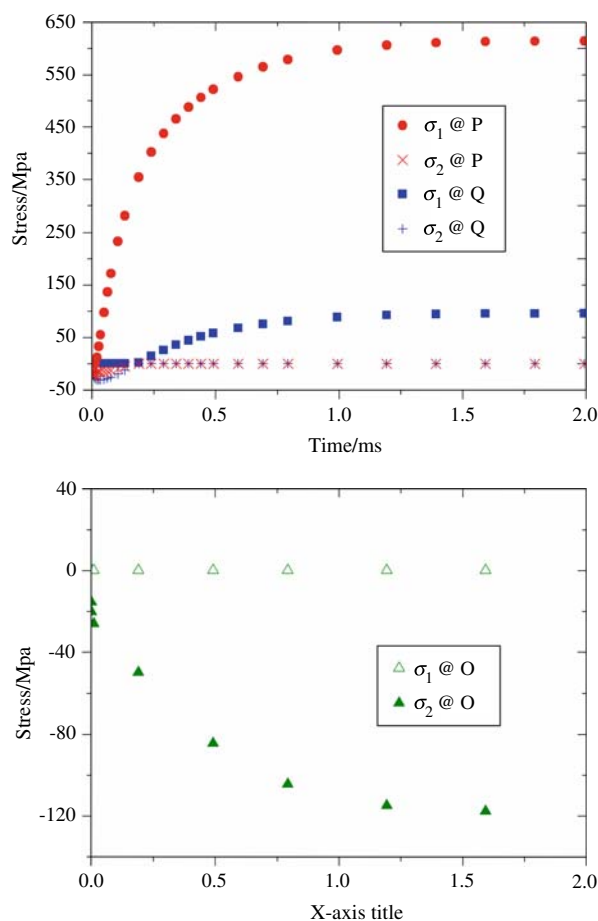 650
550
450
350
250
150
50
-50
Stress/Mpa
σ1 @ P
σ2 @ P
σ1 @ Q
σ2 @ Q
0.0 0.5 1.0 1.5 2.0
Time/ms
40
0
-40
-80
-120
Stress/Mpa
σ1 @ O
σ2 @ O
0.0 0.5 1.0 1.5 2.0
X-axis title